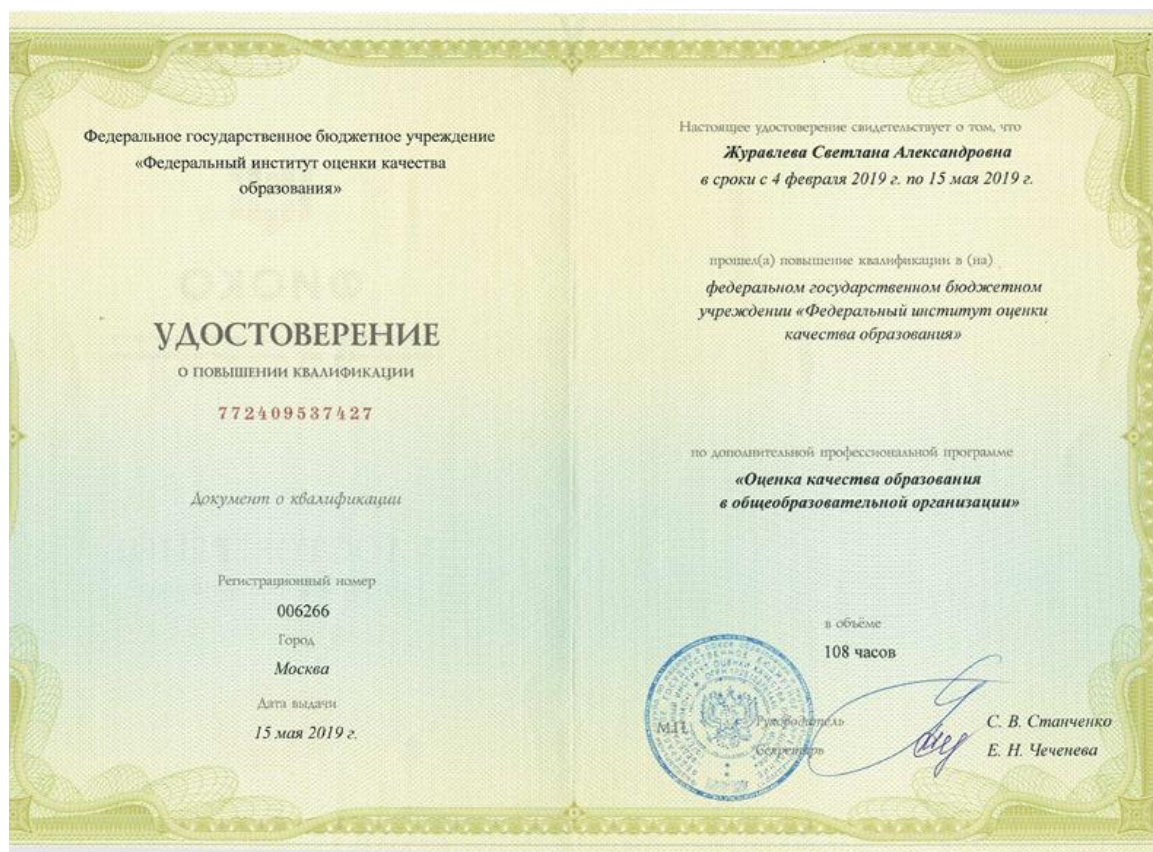 Федеральное государственное бюджетное учреждение
«Федеральный институт оценки качества
образования»
УДОСТОВЕРЕНИЕ
О ПОВЫШЕНИИ КВАЛИФИКАЦИИ
772409537427
Документ о квалификации
Регистрационный номер
006266
Город
Москва
Дата выдачи
15 мая 2019 г.
Настоящее удостоверение свидетельствует о том, что
Журавлева Светлана Александровна
в сроки с 4 февраля 2019 г. по 15 мая 2019 г.
прошел(а) повышение квалификации в (на)
федеральном государственном бюджетном
учреждении «Федеральный институт оценки
качества образования»
по дополнительной профессиональной программе
«Оценка качества образования
в общеобразовательной организации»
в объёме
108 часов
М.П.
Руководитель
С. В. Станченко
Секретарь
Е. Н. Чеченева